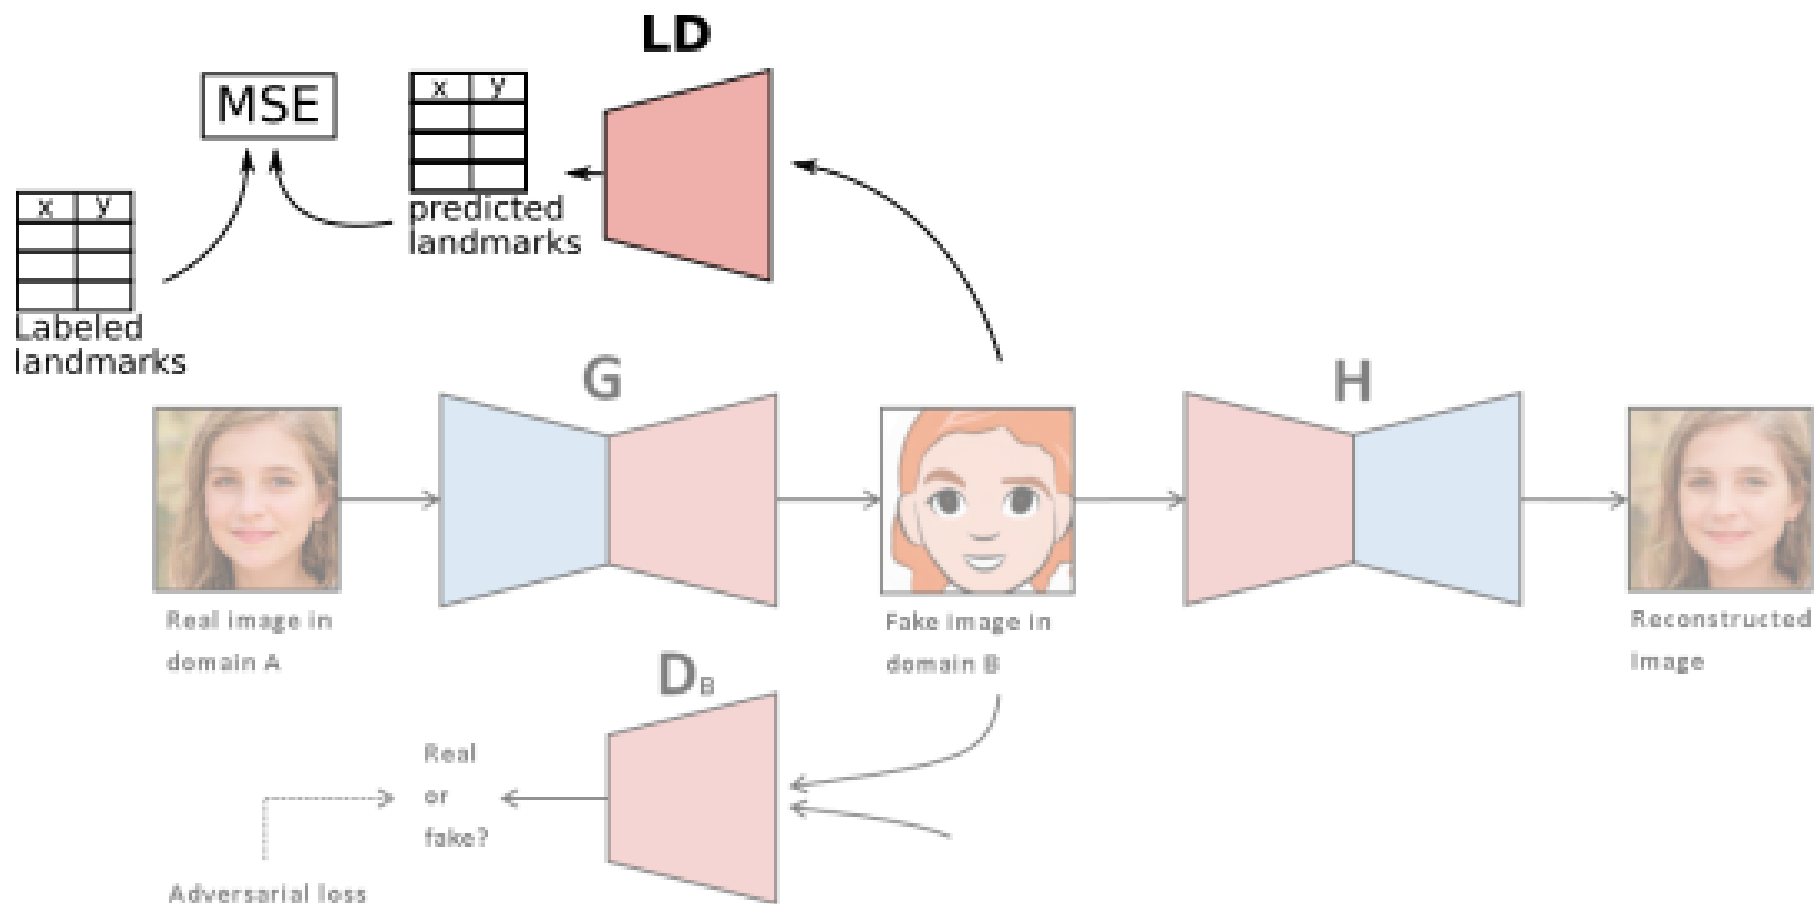 LD
MSE
x y
x y
predicted
landmarks
Labeled
landmarks
G
H
Real image in
domain A
Fake image in
domain B
Reconstructed
Image
DB
Real
or
fake?
Adversarial loss